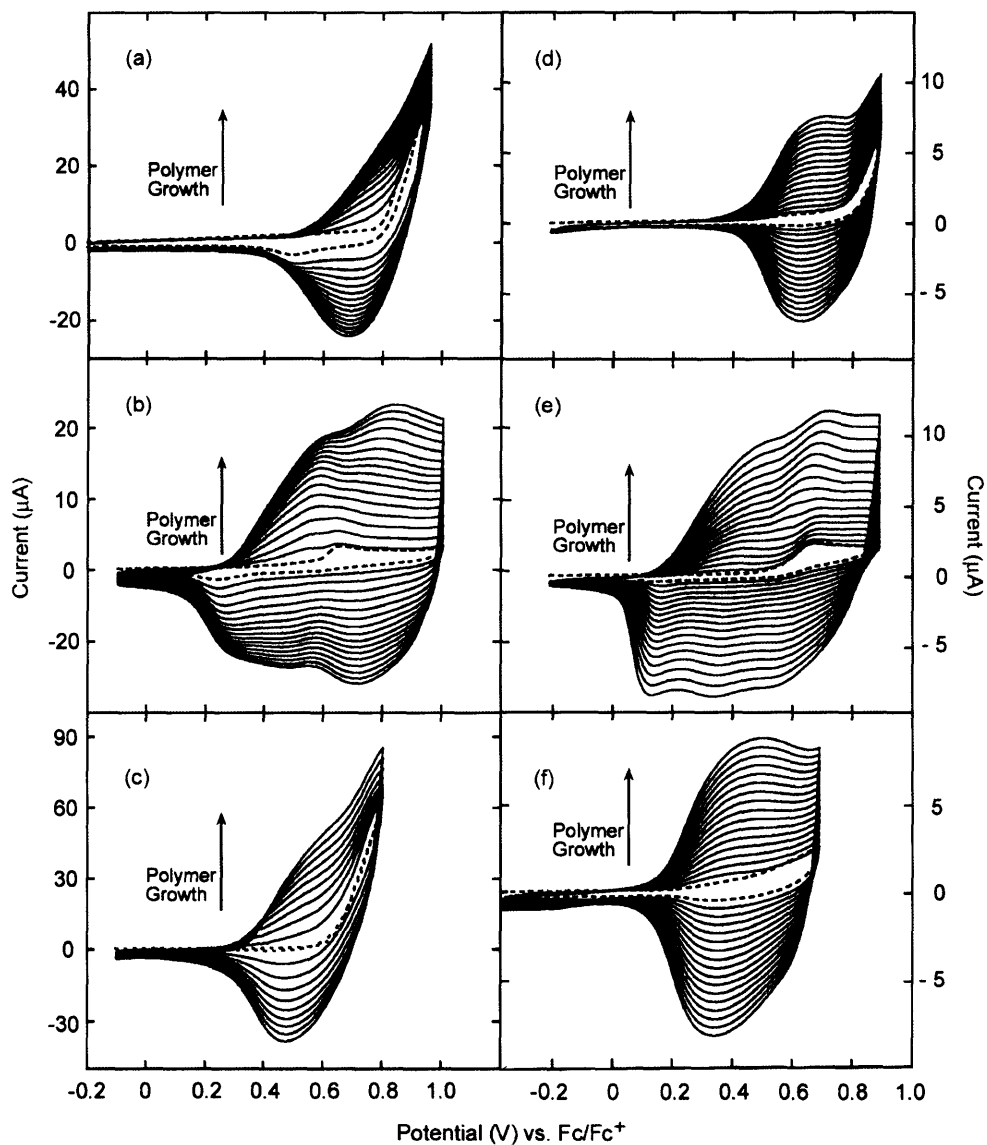 (a)
40
20
0
-20
Polymer
Growth
(d)
10
5
0
- 5
Polymer
Growth
(b)
20
10
0
-20
Polymer
Growth
(e)
10
5
0
- 5
Polymer
Growth
(c)
90
60
30
0
-30
Polymer
Growth
(f)
5
0
- 5
Polymer
Growth
Current (µA)
Current (µA)
-0.2 0 0.2 0.4 0.6 0.8 1.0
-0.2 0 0.2 0.4 0.6 0.8 1.0
Potential (V) vs. Fc/Fc+